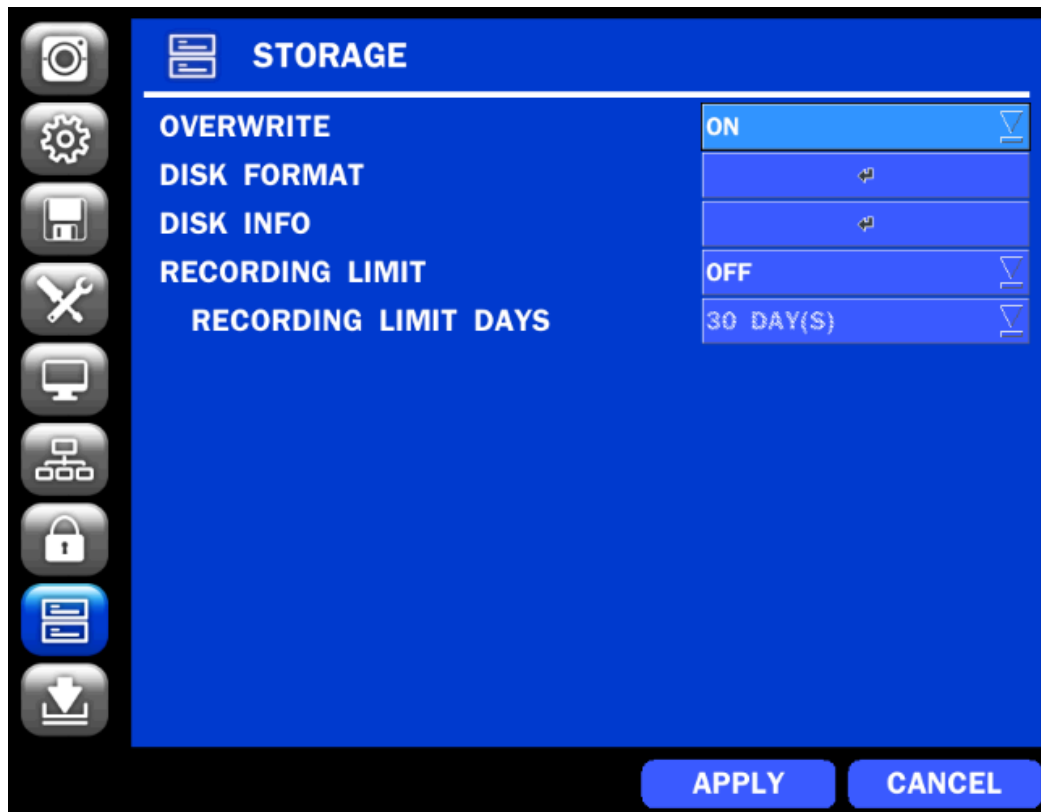 STORAGE
OVERWRITE ON
DISK FORMAT
DISK INFO
RECORDING LIMIT OFF
RECORDING LIMIT DAYS 30 DAY(S)
APPLY CANCEL